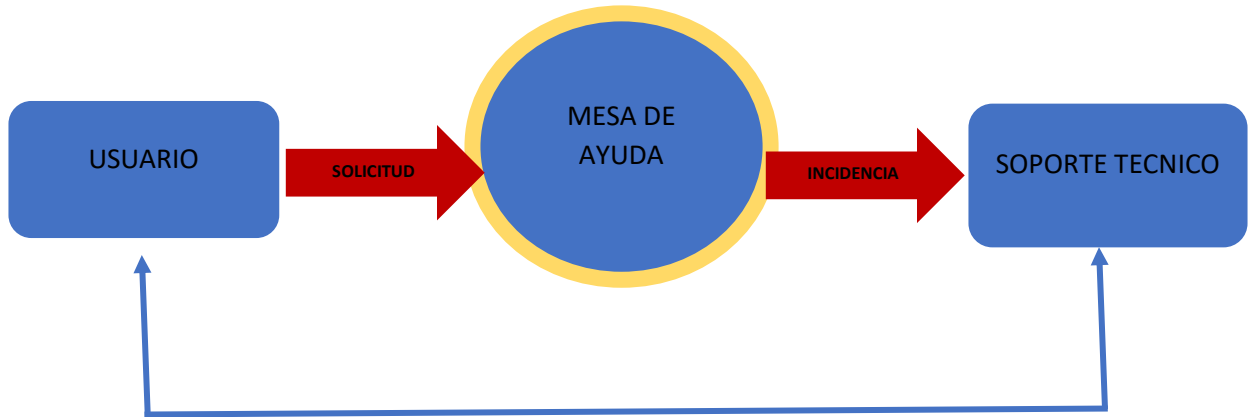 USUARIO
SOLICITUD
MESA DE
AYUDA
INCIDENCIA
SOPORTE TECNICO